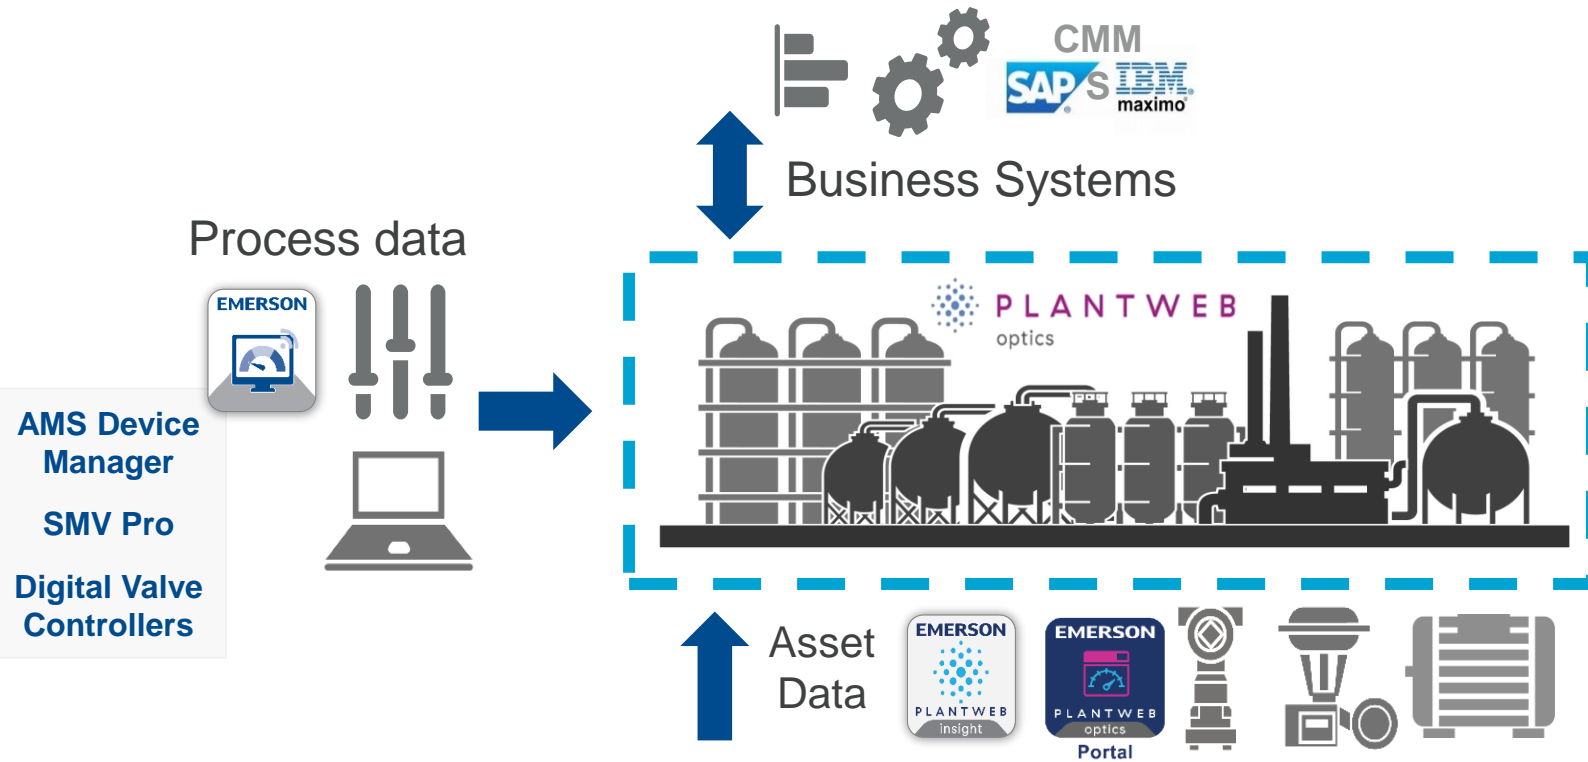 CMM
SAP S IBM.
maximo
Business Systems
Process data
EMERSON
AMS Device
Manager
SMV Pro
Digital Valve
Controllers
PLANTWEB
optics
Asset
Data
EMERSON
PLANTWEB
insight
EMERSON
PLANTWEB
optics
Portal